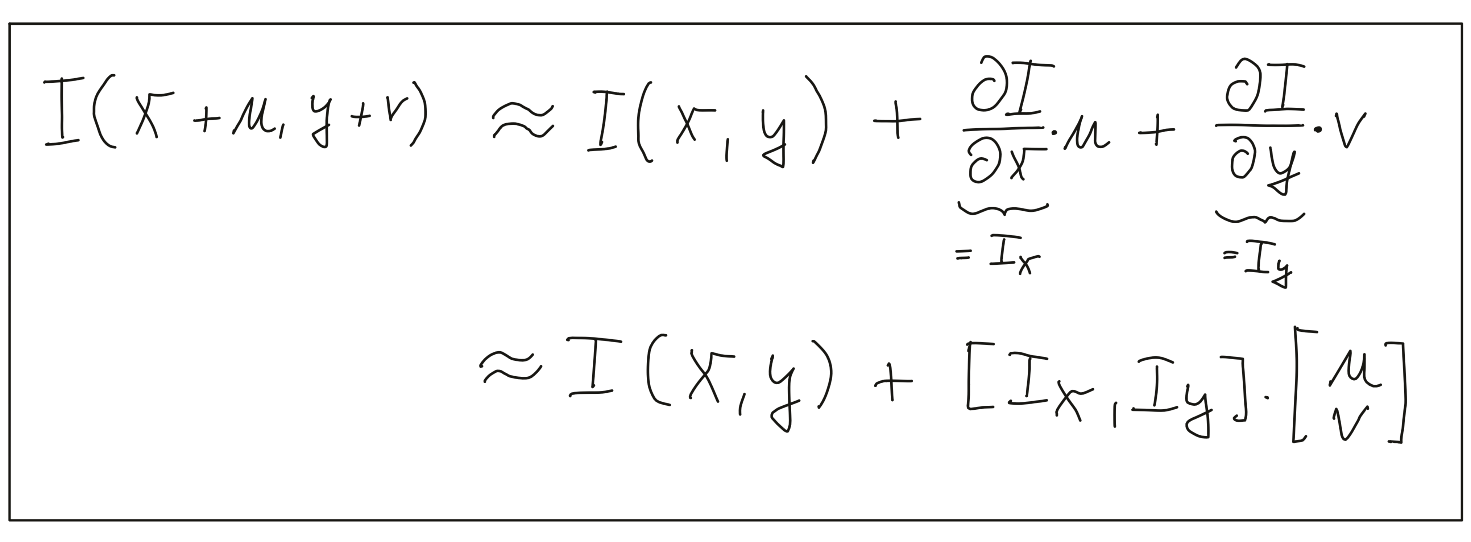 I(x + u, y + v) ≈ I(x, y) + ∂I/∂x · u + ∂I/∂y · v
= I_x = I_y
≈ I(x, y) + [I_x, I_y] · [u v]